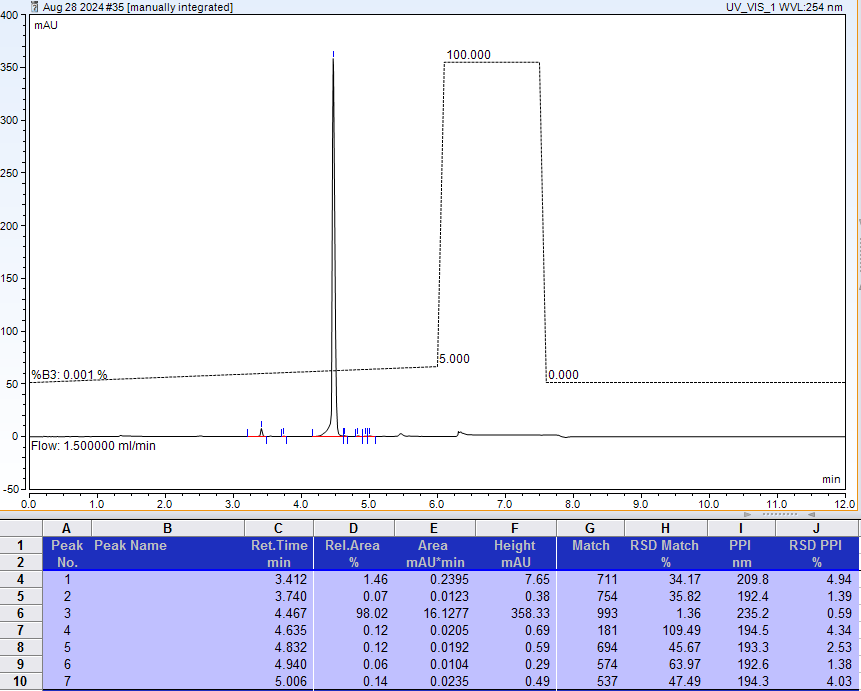 Aug 28 2024 #35 [manually integrated] UV_VIS_1 WVL:254 nm
400
mAU
100.000
350
300
250
200
150
100
5.000
%B3: 0.001 %
0.000
50
0
Flow: 1.500000 ml/min
min
-50
0.0 1.0 2.0 3.0 4.0 5.0 6.0 7.0 8.0 9.0 10.0 11.0 12.0
A B C D E F G H I J
1 Peak Peak Name Ret.Time Rel.Area Area Height Match RSD Match PPI RSD PPI
2 No. min % mAU*min mAU % nm %
4 1 3.412 1.46 0.2395 7.65 711 34.17 209.8 4.94
5 2 3.740 0.07 0.0123 0.38 754 35.82 192.4 1.39
6 3 4.467 98.02 16.1277 358.33 993 1.36 235.2 0.59
7 4 4.635 0.12 0.0205 0.69 181 109.49 194.5 4.34
8 5 4.832 0.12 0.0192 0.59 694 45.67 193.3 2.53
9 6 4.940 0.06 0.0104 0.29 574 63.97 192.6 1.38
10 7 5.006 0.14 0.0235 0.49 537 47.49 194.3 4.03